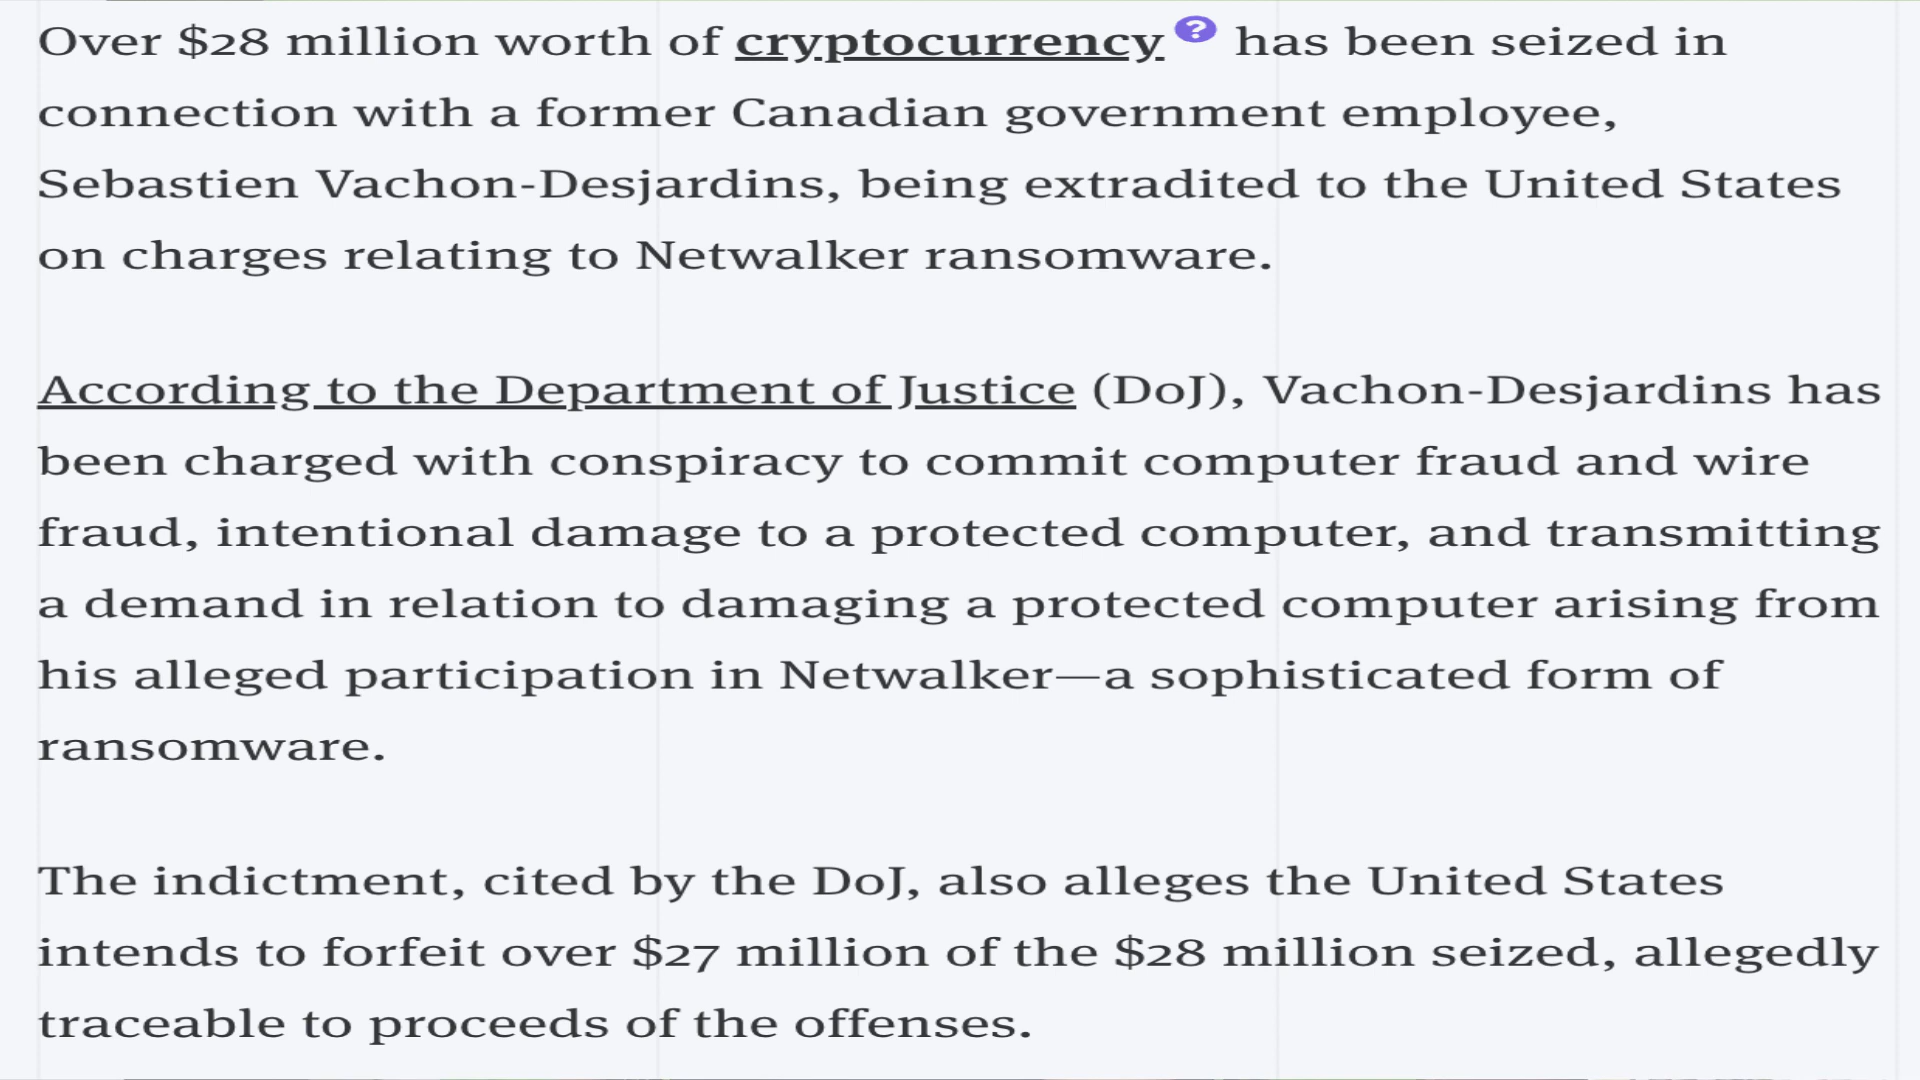 Over $28 million worth of cryptocurrency ? has been seized in
connection with a former Canadian government employee,
Sebastien Vachon-Desjardins, being extradited to the United States
on charges relating to Netwalker ransomware.
According to the Department of Justice (DoJ), Vachon-Desjardins has
been charged with conspiracy to commit computer fraud and wire
fraud, intentional damage to a protected computer, and transmitting
a demand in relation to damaging a protected computer arising from
his alleged participation in Netwalker—a sophisticated form of
ransomware.
The indictment, cited by the DoJ, also alleges the United States
intends to forfeit over $27 million of the $28 million seized, allegedly
traceable to proceeds of the offenses.